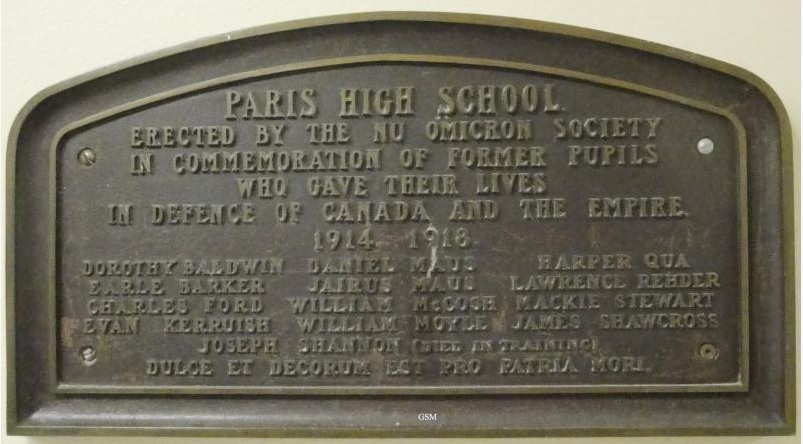 PARIS HIGH SCHOOL.
ERECTED BY THE NU OMICRON SOCIETY
IN COMMEMORATION OF FORMER PUPILS
WHO GAVE THEIR LIVES
IN DEFENCE OF CANADA AND THE EMPIRE.
1914 - 1918.
DOROTHY BALDWIN DANIEL MAUS HARPER QUA
EARLE BARKER JAIRUS MAUS LAWRENCE REHDER
CHARLES FORD WILLIAM McCOSH MACKIE STEWART
EVAN KERRUISH WILLIAM MOYLE JAMES SHAWCROSS
JOSEPH SHANNON (DIED IN TRAINING)
DULCE ET DECORUM EST PRO PATRIA MORI.
GSM